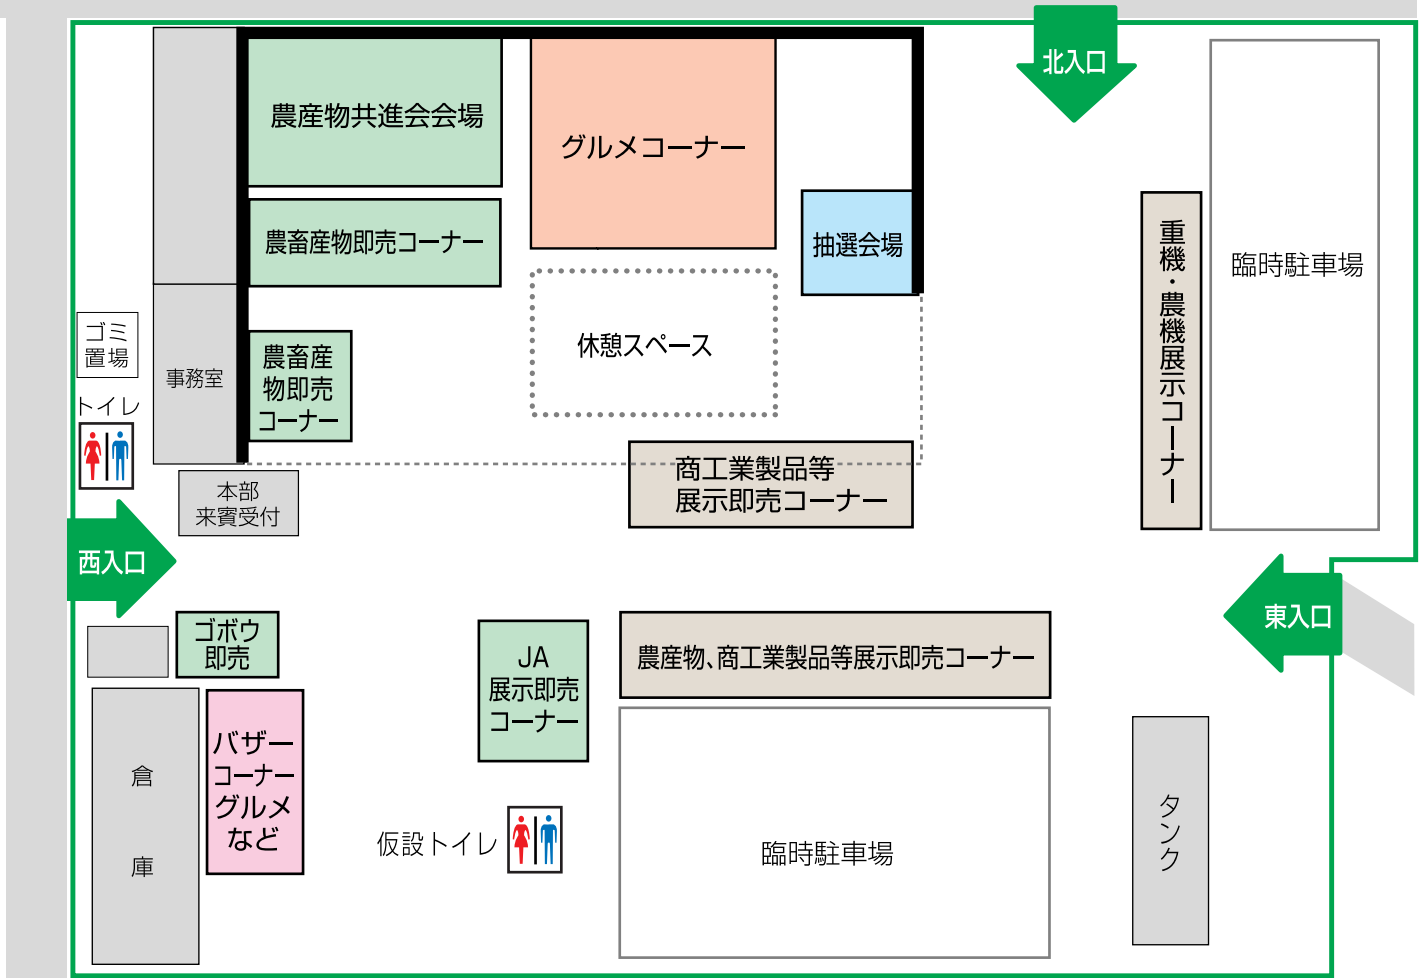 北入口
農産物共進会会場
グルメコーナー
農畜産物即売コーナー
抽選会場
重機・農機展示コーナー
臨時駐車場
ゴミ
置場
トイレ
事務室
農畜産
物即売
コーナー
休憩スペース
商工業製品等
展示即売コーナー
本部
来賓受付
西入口
東入口
ゴボウ
即売
JA
展示即売
コーナー
農産物、商工業製品等展示即売コーナー
バザー
コーナー
グルメ
など
倉庫
仮設トイレ
臨時駐車場
タンク